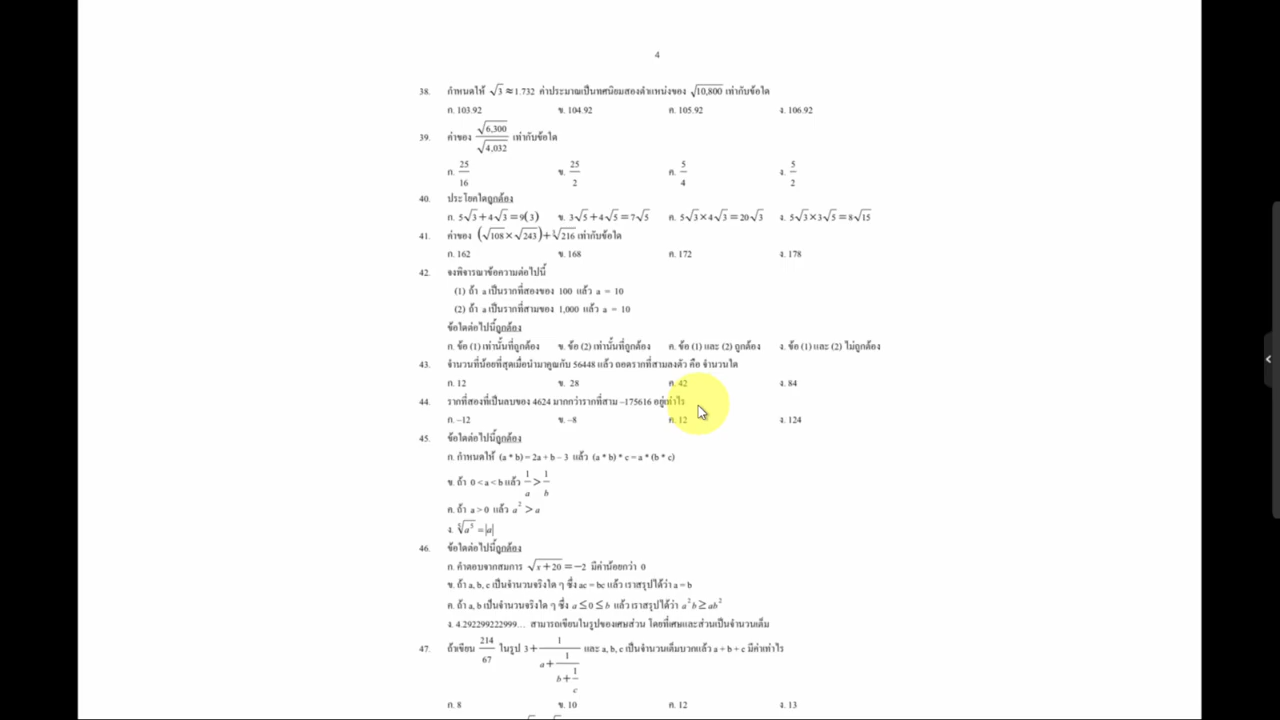 4
38. กำหนดให้ √3 ≈ 1.732 ค่าประมาณเป็นทศนิยมสองตำแหน่งของ √10,800 เท่ากับข้อใด
ก. 103.92 ข. 104.92 ค. 105.92 ง. 106.92
39. ค่าของ √6,300/√4,032 เท่ากับข้อใด
ก. 25/16 ข. 25/2 ค. 5/4 ง. 5/2
40. ประโยคใดถูกต้อง
ก. 5√3+4√3=9(3) ข. 3√5+4√5=7√5 ค. 5√3×4√3=20√3 ง. 5√3×3√5=8√15
41. ค่าของ (√108×√243)+∛216 เท่ากับข้อใด
ก. 162 ข. 168 ค. 172 ง. 178
42. จงพิจารณาข้อความต่อไปนี้
(1) ถ้า a เป็นรากที่สองของ 100 แล้ว a = 10
(2) ถ้า a เป็นรากที่สามของ 1,000 แล้ว a = 10
ข้อใดต่อไปนี้ถูกต้อง
ก. ข้อ (1) เท่านั้นที่ถูกต้อง ข. ข้อ (2) เท่านั้นที่ถูกต้อง ค. ข้อ (1) และ (2) ถูกต้อง ง. ข้อ (1) และ (2) ไม่ถูกต้อง
43. จำนวนที่น้อยที่สุดเมื่อนำมาคูณกับ 56448 แล้ว ถอดรากที่สามลงตัว คือ จำนวนใด
ก. 12 ข. 28 ค. 42 ง. 84
44. รากที่สองที่เป็นลบของ 4624 มากกว่ารากที่สาม –175616 อยู่เท่าไร
ก. –12 ข. –8 ค. 12 ง. 124
45. ข้อใดต่อไปนี้ถูกต้อง
ก. กำหนดให้ (a * b) = 2a + b – 3 แล้ว (a * b) * c = a * (b * c)
ข. ถ้า 0 < a < b แล้ว 1/a > 1/b
ค. ถ้า a > 0 แล้ว a² > a
ง. ⁵√a⁵ = |a|
46. ข้อใดต่อไปนี้ถูกต้อง
ก. คำตอบจากสมการ √x+20 = −2 มีค่าน้อยกว่า 0
ข. ถ้า a, b, c เป็นจำนวนจริงใด ๆ ซึ่ง ac = bc แล้ว เราสรุปได้ว่า a = b
ค. ถ้า a, b เป็นจำนวนจริงใด ๆ ซึ่ง a ≤ 0 ≤ b แล้ว เราสรุปได้ว่า a²b ≥ ab²
ง. 4.292299222999… สามารถเขียนในรูปของเศษส่วน โดยที่เศษและส่วนเป็นจำนวนเต็ม
47. ถ้าเขียน 214/67 ในรูป 3+1/(a+1/(b+1/c)) และ a, b, c เป็นจำนวนเต็มบวกแล้ว a + b + c มีค่าเท่าไร
ก. 8 ข. 10 ค. 12 ง. 13